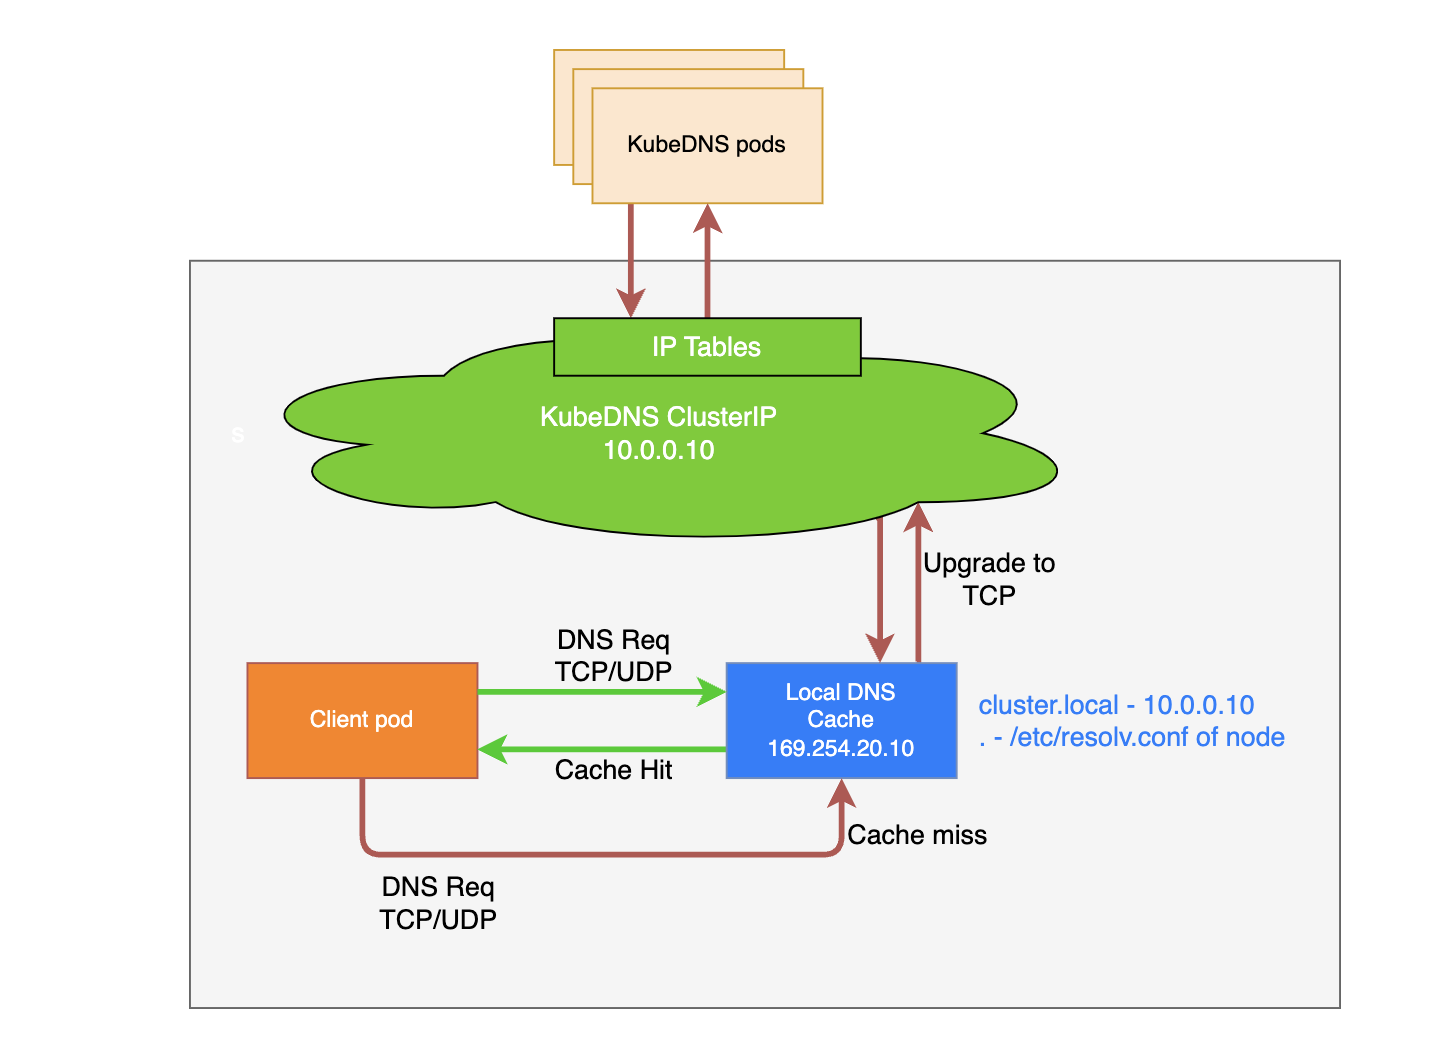 KubeDNS pods
IP Tables
KubeDNS ClusterIP
10.0.0.10
s
Upgrade to
TCP
DNS Req
TCP/UDP
Client pod
Local DNS
Cache
169.254.20.10
cluster.local - 10.0.0.10
. - /etc/resolv.conf of node
Cache Hit
Cache miss
DNS Req
TCP/UDP